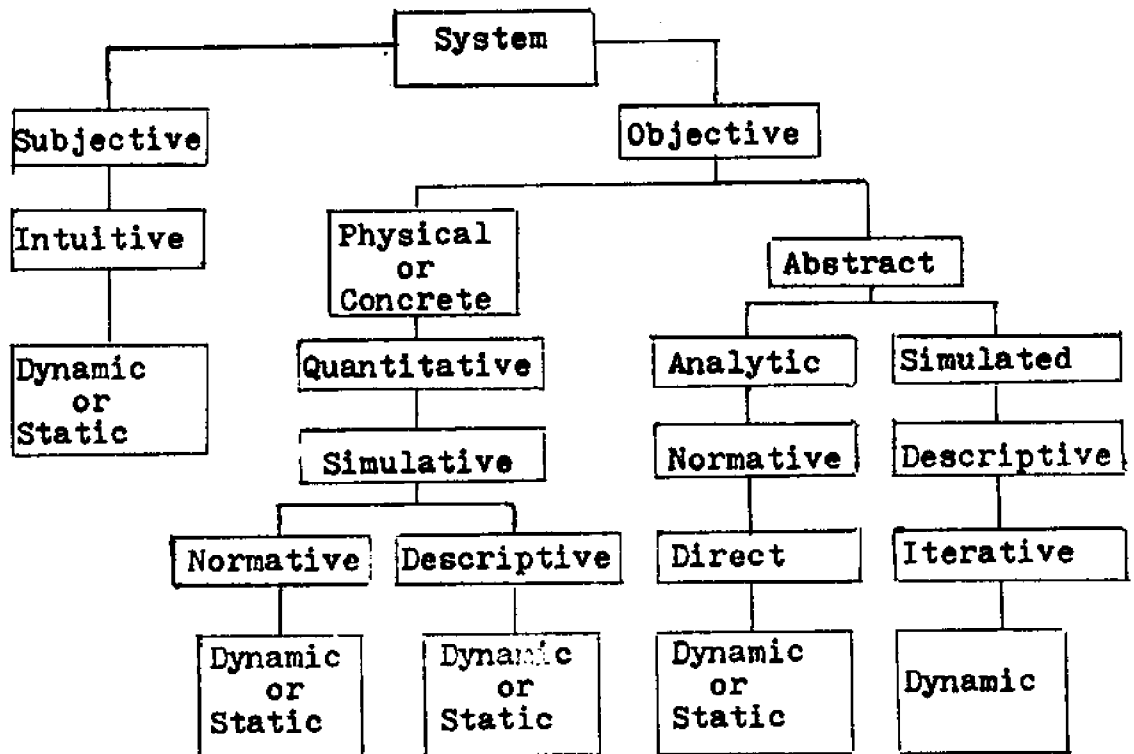 System
Subjective
Objective
Intuitive
Physical
or
Concrete
Abstract
Dynamic
or
Static
Quantitative
Analytic
Simulated
Simulative
Normative
Descriptive
Normative
Descriptive
Direct
Iterative
Dynamic
or
Static
Dynamic
or
Static
Dynamic
or
Static
Dynamic